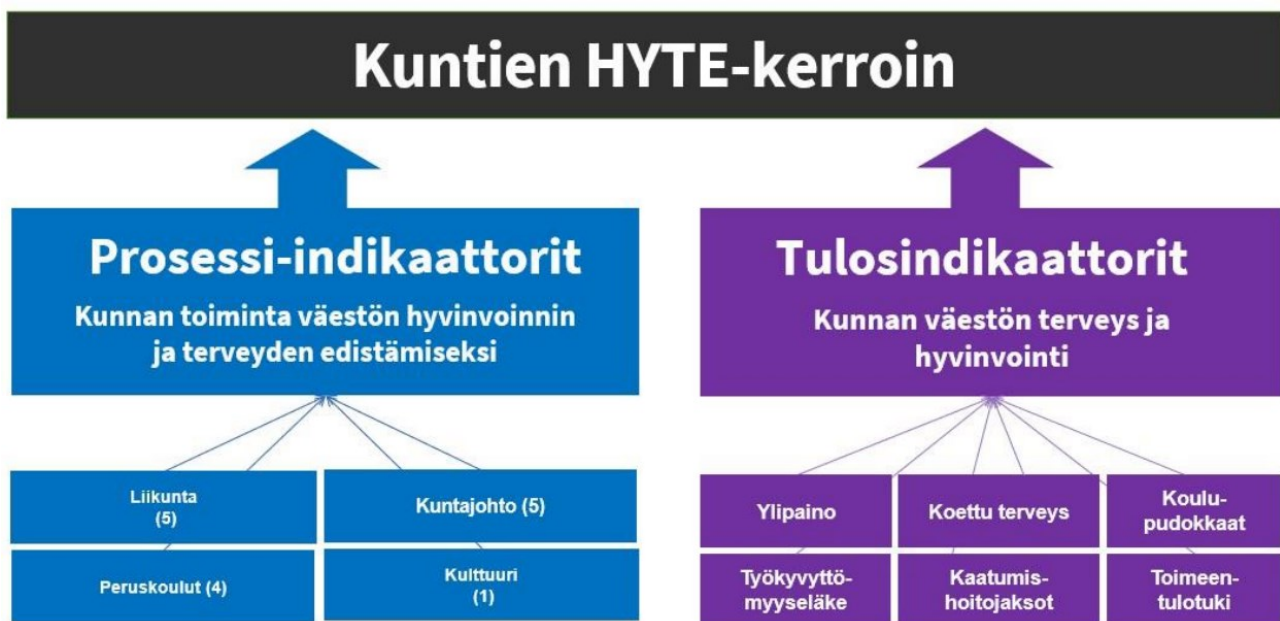 Kuntien HYTE-kerroin
Prosessi-indikaattorit
Kunnan toiminta väestön hyvinvoinnin
ja terveyden edistämiseksi
Liikunta
(5)
Kuntajohto (5)
Peruskoulut (4)
Kulttuuri
(1)
Tulosindikaattorit
Kunnan väestön terveys ja
hyvinvointi
Ylipaino
Koettu terveys
Koulu-
pudokkaat
Työkyvyttö-
myyseläke
Kaatumis-
hoitojaksot
Toimeen-
tulotuki